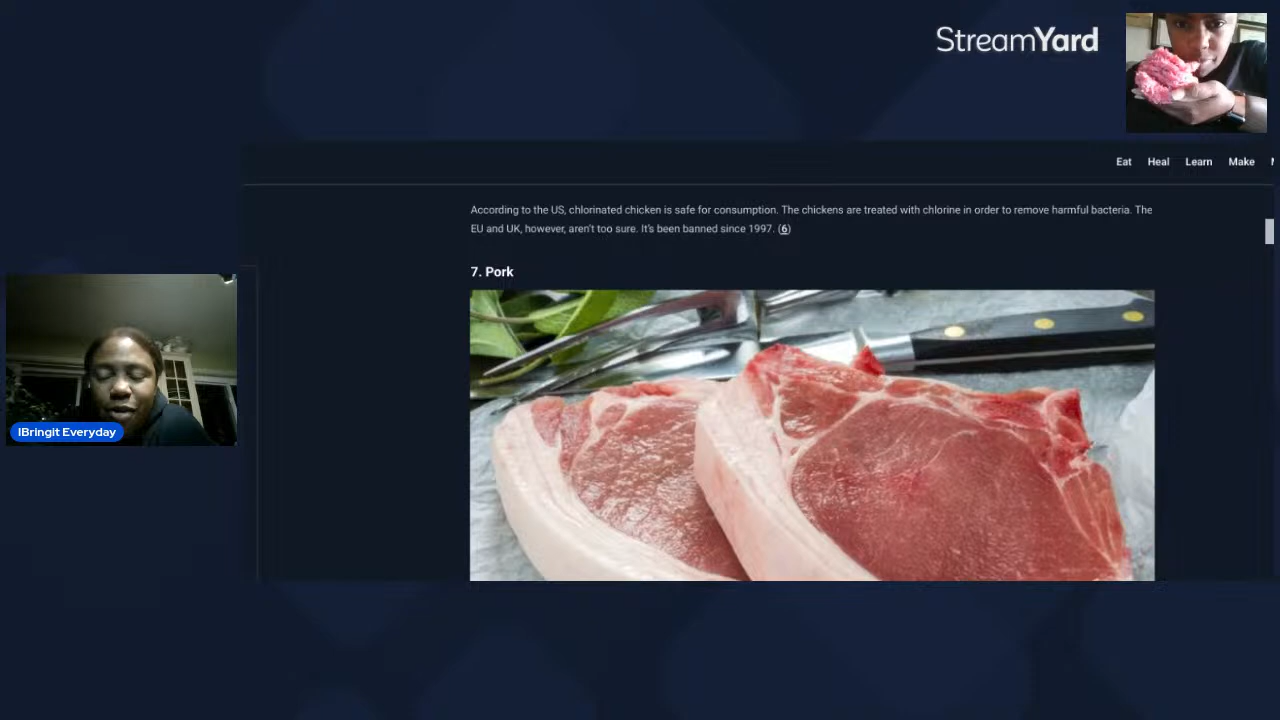 StreamYard
Eat Heal Learn Make
According to the US, chlorinated chicken is safe for consumption. The chickens are treated with chlorine in order to remove harmful bacteria. The
EU and UK, however, aren't too sure. It's been banned since 1997. (6)
7. Pork
IBringit Everyday